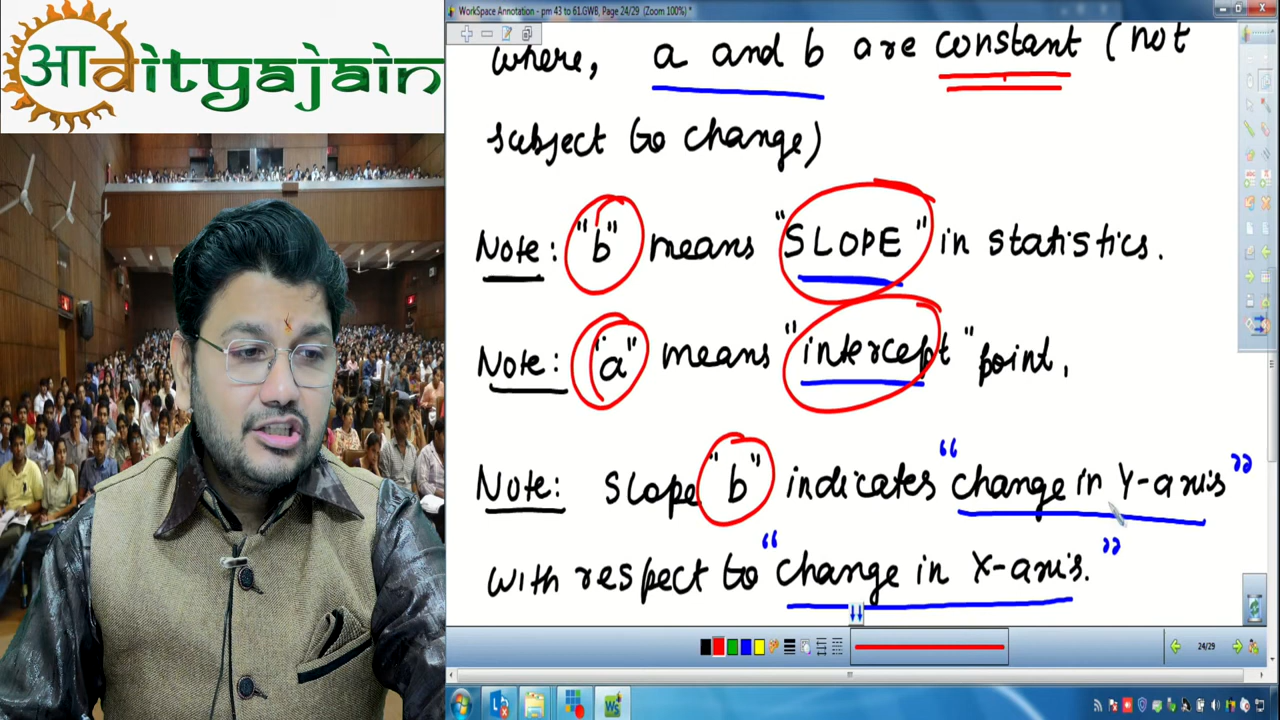 WorkSpace Annotation - pm 43 to 61.GWB, Page 24/29 (Zoom 100%) *
आdityajain
where, a and b are constant (not
subject to change)
Note: "b" means "SLOPE" in statistics.
Note: "a" means "intercept" point.
Note: Slope "b" indicates "change in Y-axis"
with respect to "change in X-axis."
24/29